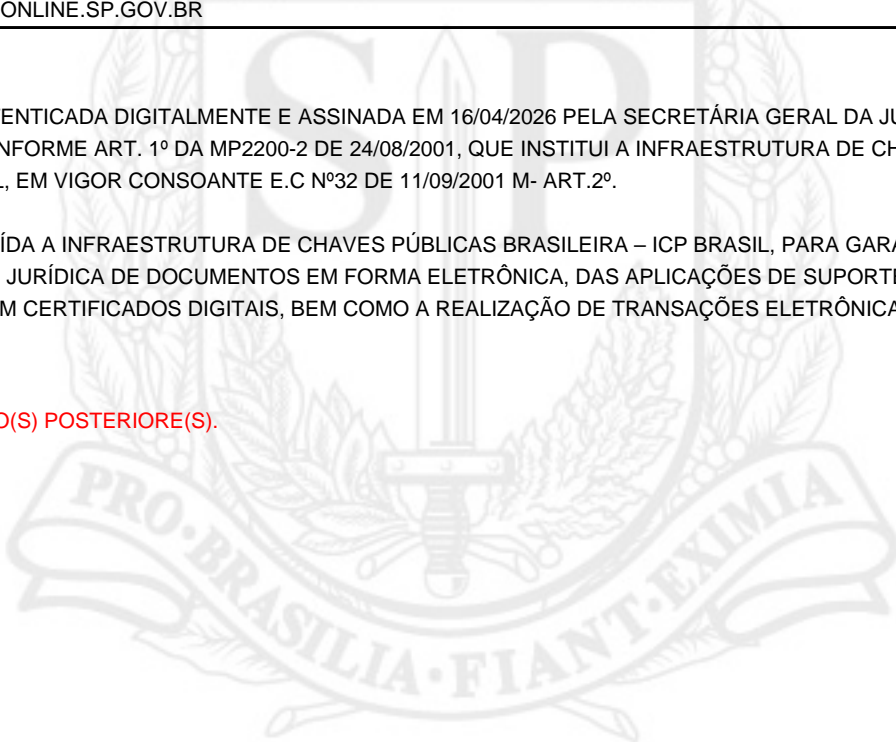 ONLINE.SP.GOV.BR
ENTICADA DIGITALMENTE E ASSINADA EM 16/04/2026 PELA SECRETÁRIA GERAL DA JU
NFORME ART. 1º DA MP2200-2 DE 24/08/2001, QUE INSTITUI A INFRAESTRUTURA DE CH
L, EM VIGOR CONSOANTE E.C Nº32 DE 11/09/2001 M- ART.2º.
ÍDA A INFRAESTRUTURA DE CHAVES PÚBLICAS BRASILEIRA – ICP BRASIL, PARA GARA
JURÍDICA DE DOCUMENTOS EM FORMA ELETRÔNICA, DAS APLICAÇÕES DE SUPORTE
M CERTIFICADOS DIGITAIS, BEM COMO A REALIZAÇÃO DE TRANSAÇÕES ELETRÔNICA
O(S) POSTERIORE(S).
SP
PRO·BRASILIA·FIANT·EXIMIA